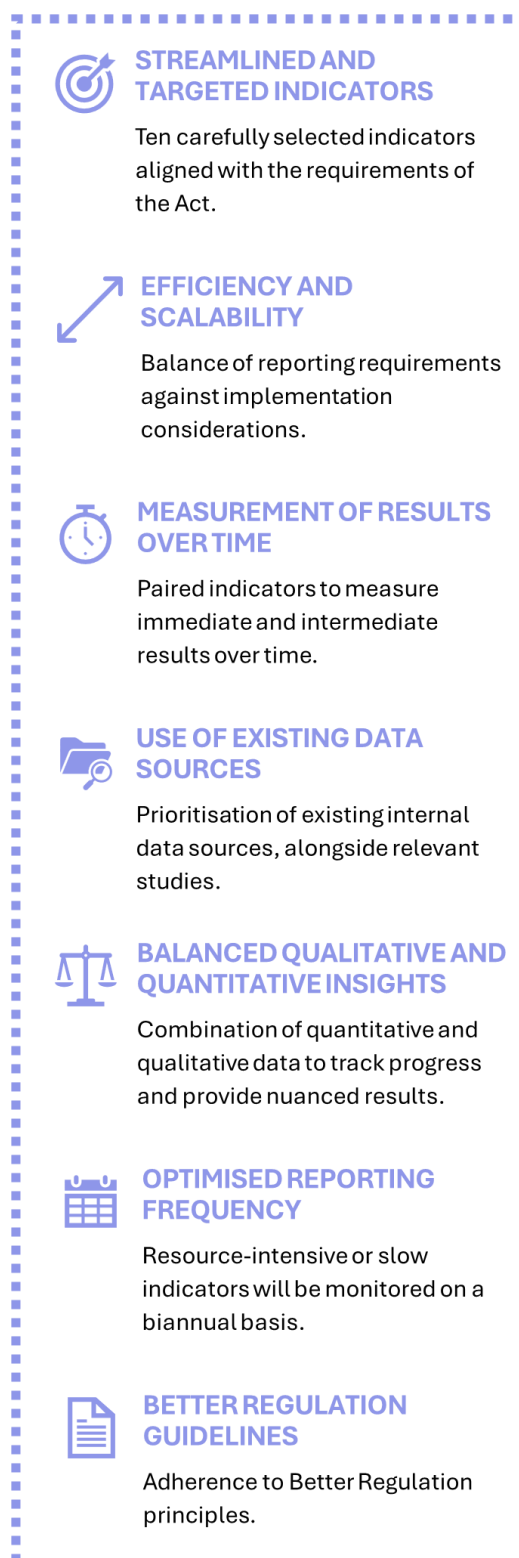 STREAMLINED AND
TARGETED INDICATORS
Ten carefully selected indicators
aligned with the requirements of
the Act.
EFFICIENCY AND
SCALABILITY
Balance of reporting requirements
against implementation
considerations.
MEASUREMENT OF RESULTS
OVER TIME
Paired indicators to measure
immediate and intermediate
results over time.
USE OF EXISTING DATA
SOURCES
Prioritisation of existing internal
data sources, alongside relevant
studies.
BALANCED QUALITATIVE AND
QUANTITATIVE INSIGHTS
Combination of quantitative and
qualitative data to track progress
and provide nuanced results.
OPTIMISED REPORTING
FREQUENCY
Resource-intensive or slow
indicators will be monitored on a
biannual basis.
BETTER REGULATION
GUIDELINES
Adherence to Better Regulation
principles.